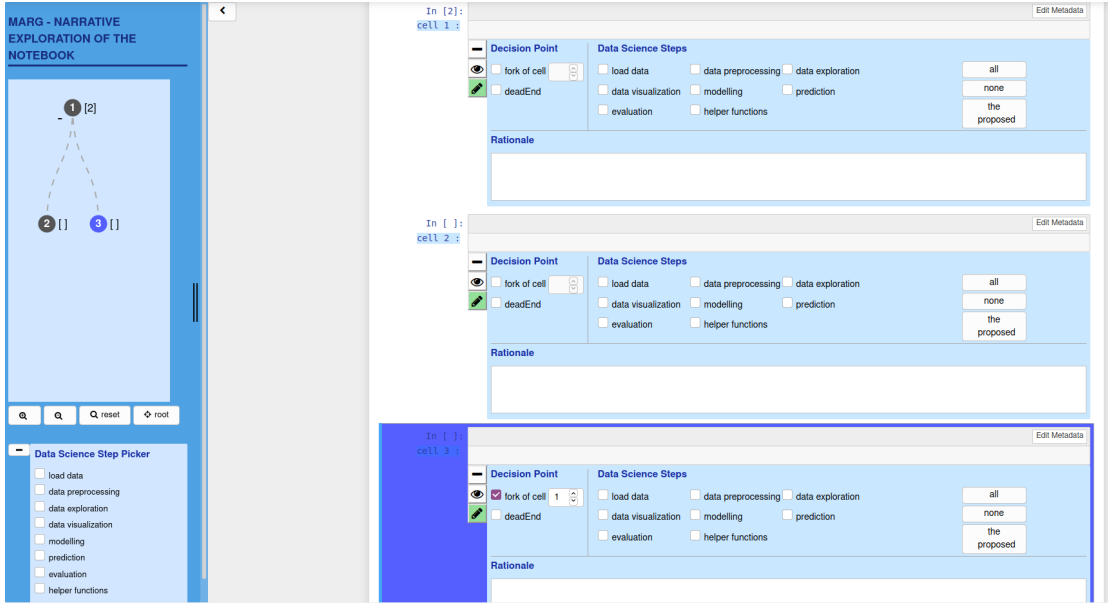 MARG - NARRATIVE
EXPLORATION OF THE
NOTEBOOK
1 [2]
-
2 [ ] 3 [ ]
reset
root
Data Science Step Picker
load data
data preprocessing
data exploration
data visualization
modelling
prediction
evaluation
helper functions
In [2]:
Edit Metadata
cell 1 :
Decision Point Data Science Steps
fork of cell load data data preprocessing data exploration all
deadEnd data visualization modelling prediction none
evaluation helper functions the
proposed
Rationale
In [ ]:
Edit Metadata
cell 2 :
Decision Point Data Science Steps
fork of cell load data data preprocessing data exploration all
deadEnd data visualization modelling prediction none
evaluation helper functions the
proposed
Rationale
In [ ]:
Edit Metadata
cell 3 :
Decision Point Data Science Steps
fork of cell 1 load data data preprocessing data exploration all
deadEnd data visualization modelling prediction none
evaluation helper functions the
proposed
Rationale